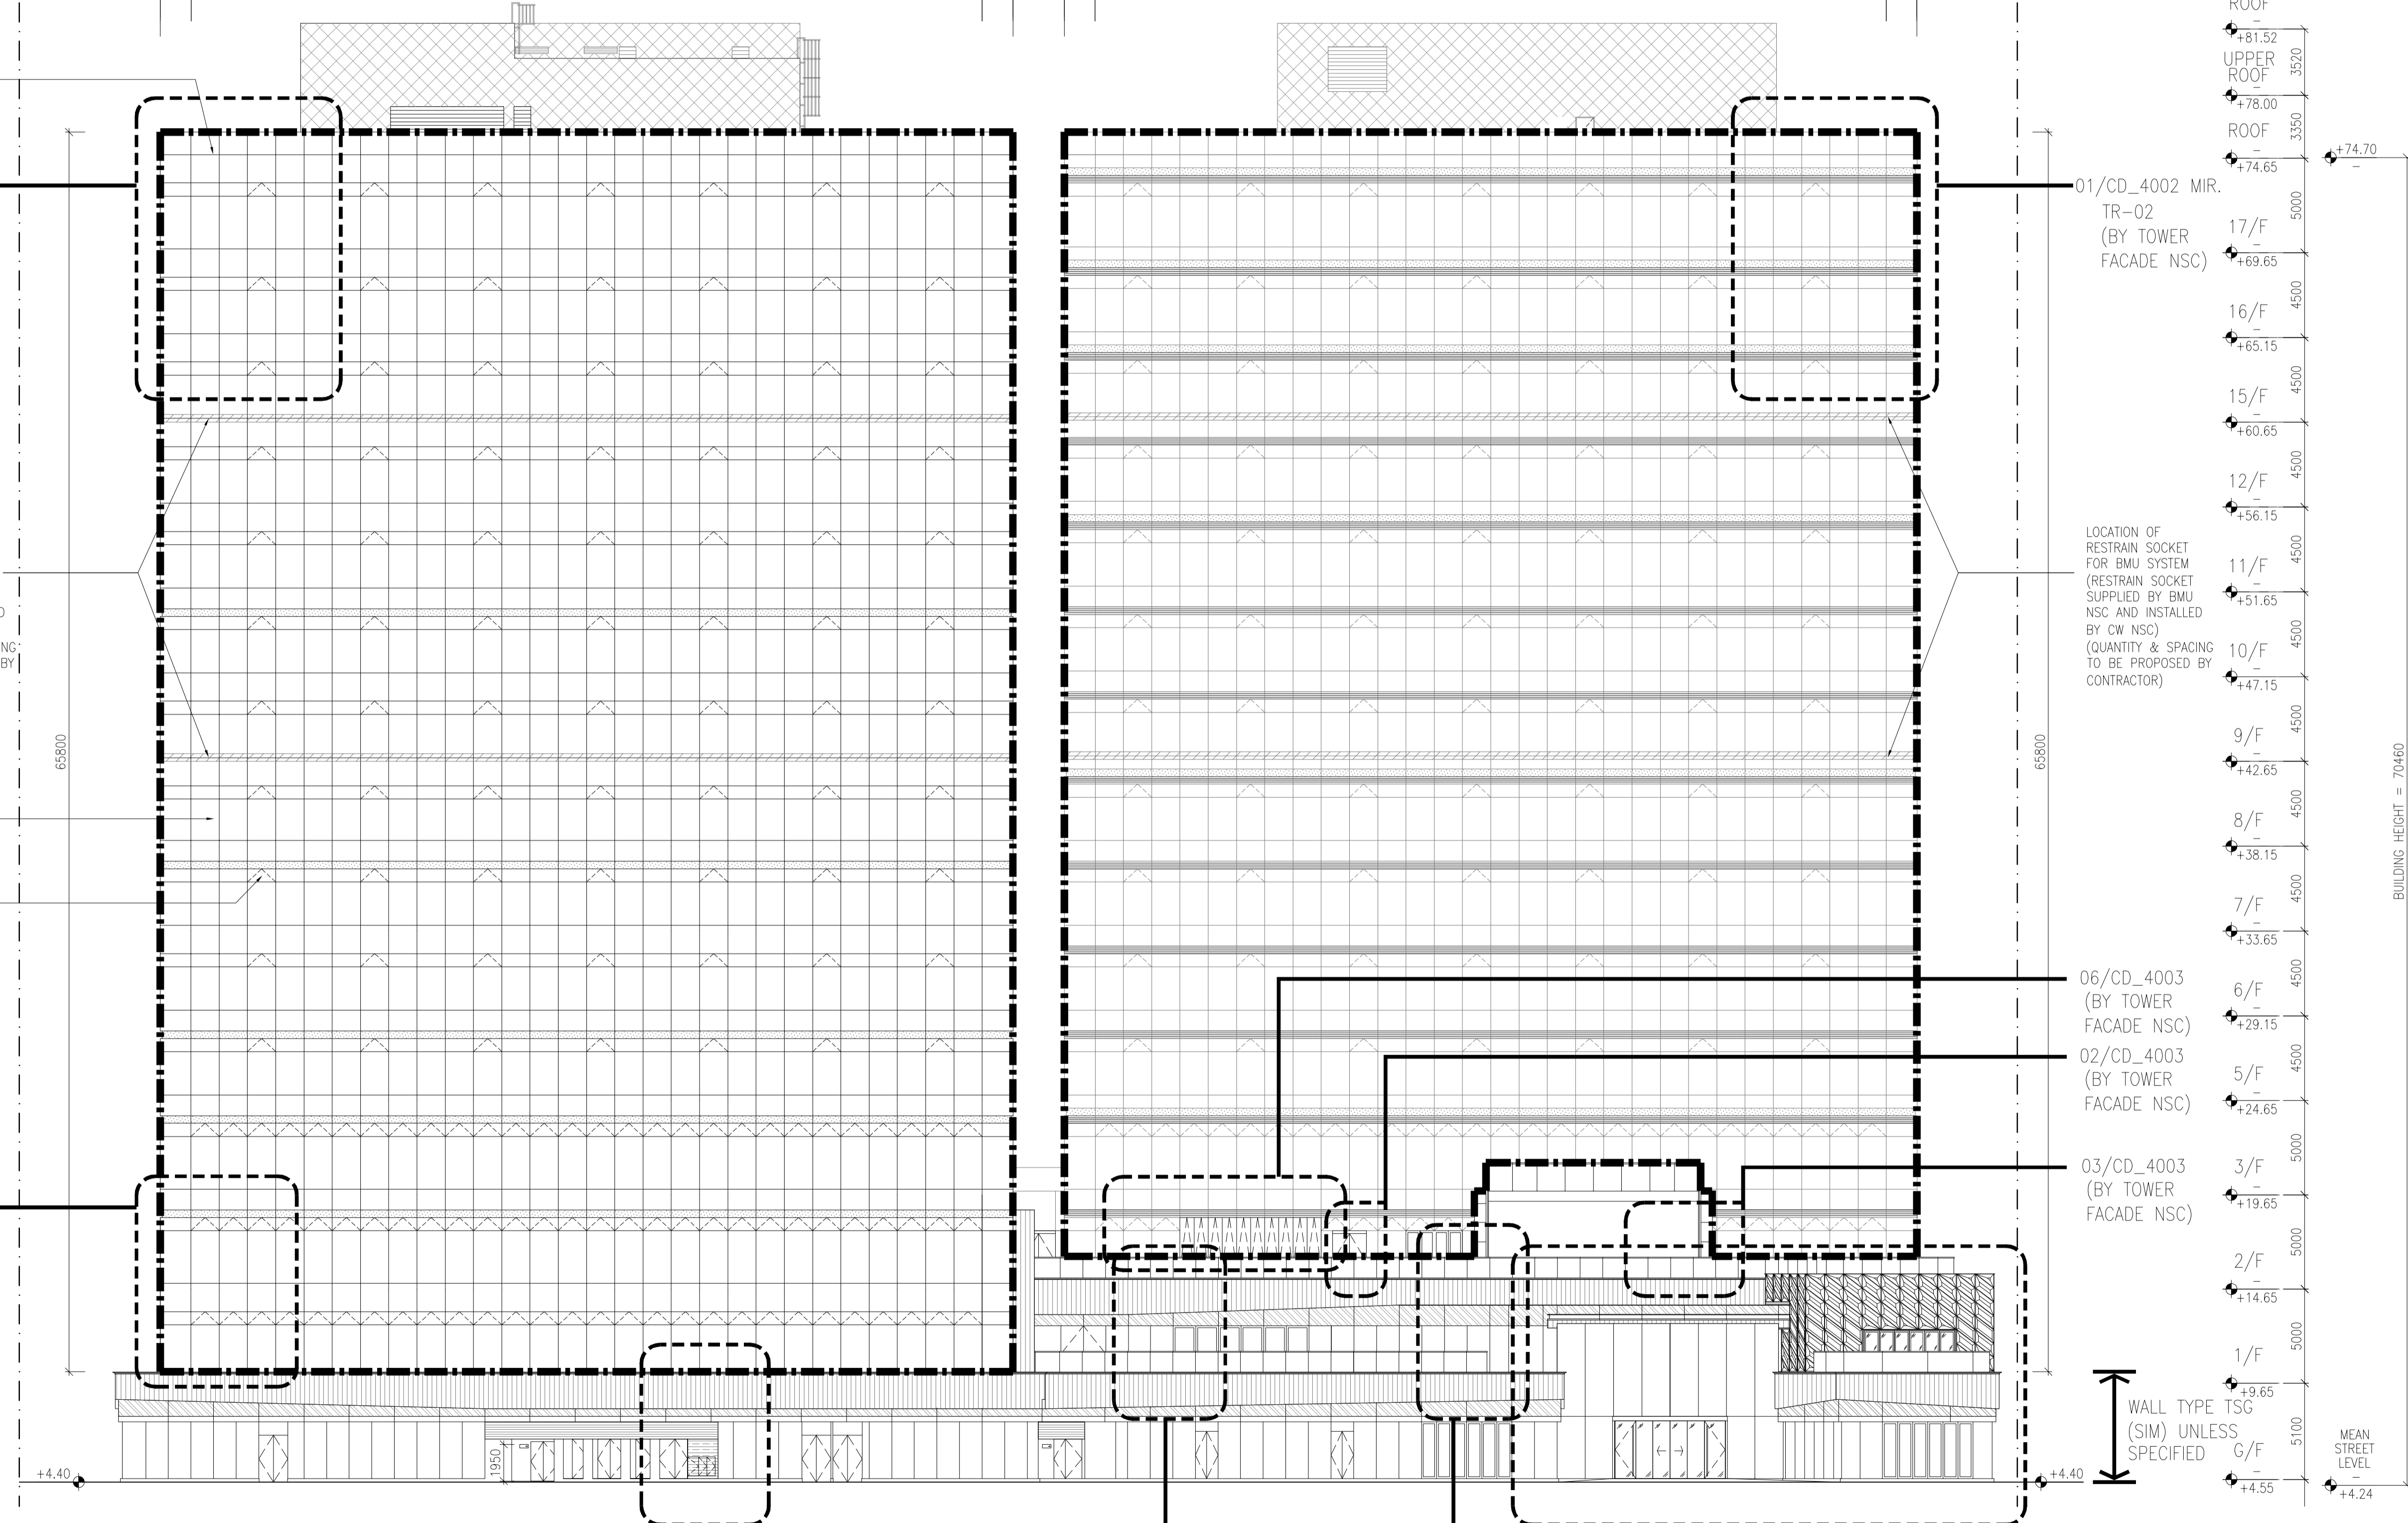 ROOF
+81.52
3520
UPPER
ROOF
+78.00
3350
ROOF
+74.65
+74.70
01/CD_4002 MIR.
TR-02
(BY TOWER
FACADE NSC)
5000
17/F
+69.65
4500
16/F
+65.15
4500
15/F
+60.65
4500
12/F
+56.15
LOCATION OF
RESTRAIN SOCKET
FOR BMU SYSTEM
(RESTRAIN SOCKET
SUPPLIED BY BMU
NSC AND INSTALLED
BY CW NSC)
(QUANTITY & SPACING
TO BE PROPOSED BY
CONTRACTOR)
4500
11/F
+51.65
4500
10/F
+47.15
NG
BY
65800
65800
4500
9/F
+42.65
BUILDING HEIGHT = 70460
4500
8/F
+38.15
4500
7/F
+33.65
4500
06/CD_4003
(BY TOWER
FACADE NSC)
6/F
+29.15
4500
02/CD_4003
(BY TOWER
FACADE NSC)
5/F
+24.65
5000
03/CD_4003
(BY TOWER
FACADE NSC)
3/F
+19.65
5000
2/F
+14.65
5000
1/F
+9.65
WALL TYPE TSG
(SIM) UNLESS
SPECIFIED
5100
G/F
+4.55
MEAN
STREET
LEVEL
+4.24
1950
+4.40
+4.40